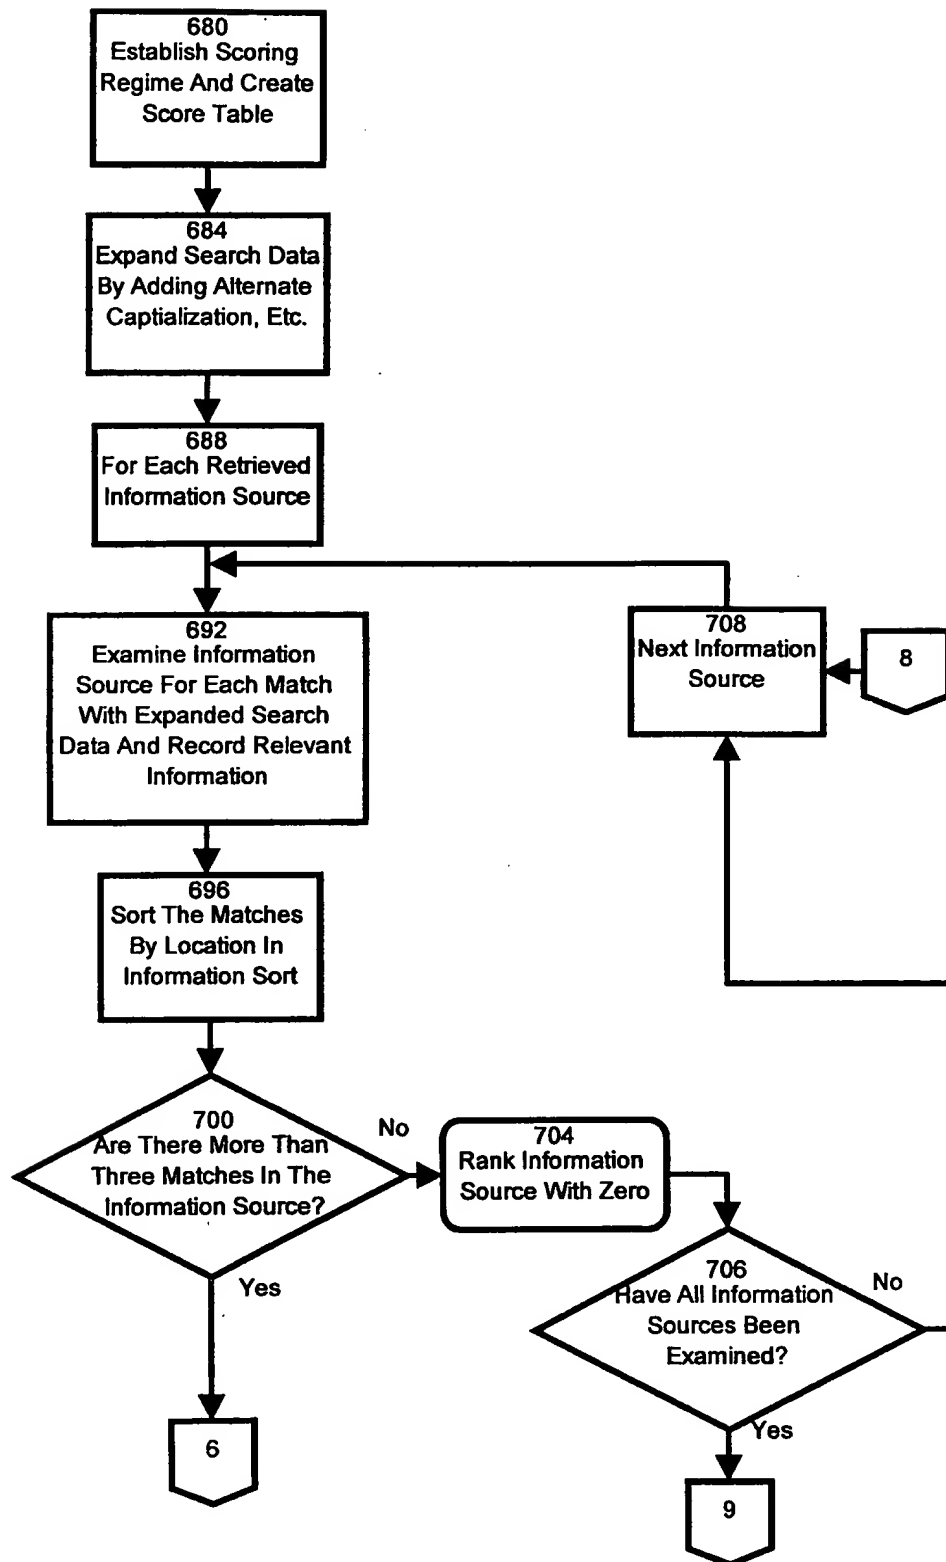 680
Establish Scoring
Regime And Create
Score Table
684
Expand Search Data
By Adding Alternate
Captialization, Etc.
688
For Each Retrieved
Information Source
692
Examine Information
Source For Each Match
With Expanded Search
Data And Record Relevant
Information
708
Next Information
Source
8
696
Sort The Matches
By Location In
Information Sort
700
Are There More Than
Three Matches In The
Information Source?
No
Yes
704
Rank Information
Source With Zero
706
Have All Information
Sources Been
Examined?
No
Yes
6
9